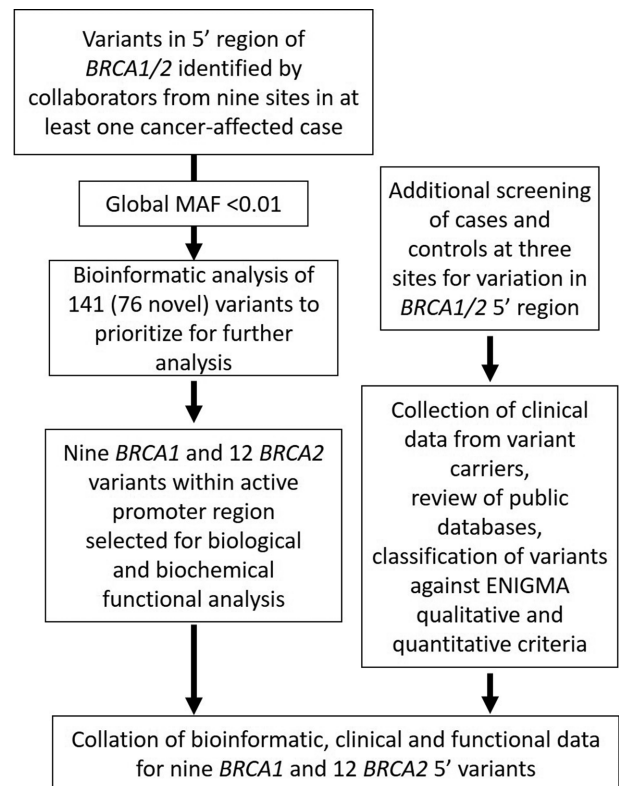 Variants in 5’ region of
BRCA1/2 identified by
collaborators from nine sites in at
least one cancer-affected case
Global MAF <0.01
Bioinformatic analysis of
141 (76 novel) variants to
prioritize for further
analysis
Nine BRCA1 and 12 BRCA2
variants within active
promoter region
selected for biological
and biochemical
functional analysis
Additional screening
of cases and
controls at three
sites for variation in
BRCA1/2 5’ region
Collection of clinical
data from variant
carriers,
review of public
databases,
classification of variants
against ENIGMA
qualitative and
quantitative criteria
Collation of bioinformatic, clinical and functional data
for nine BRCA1 and 12 BRCA2 5’ variants